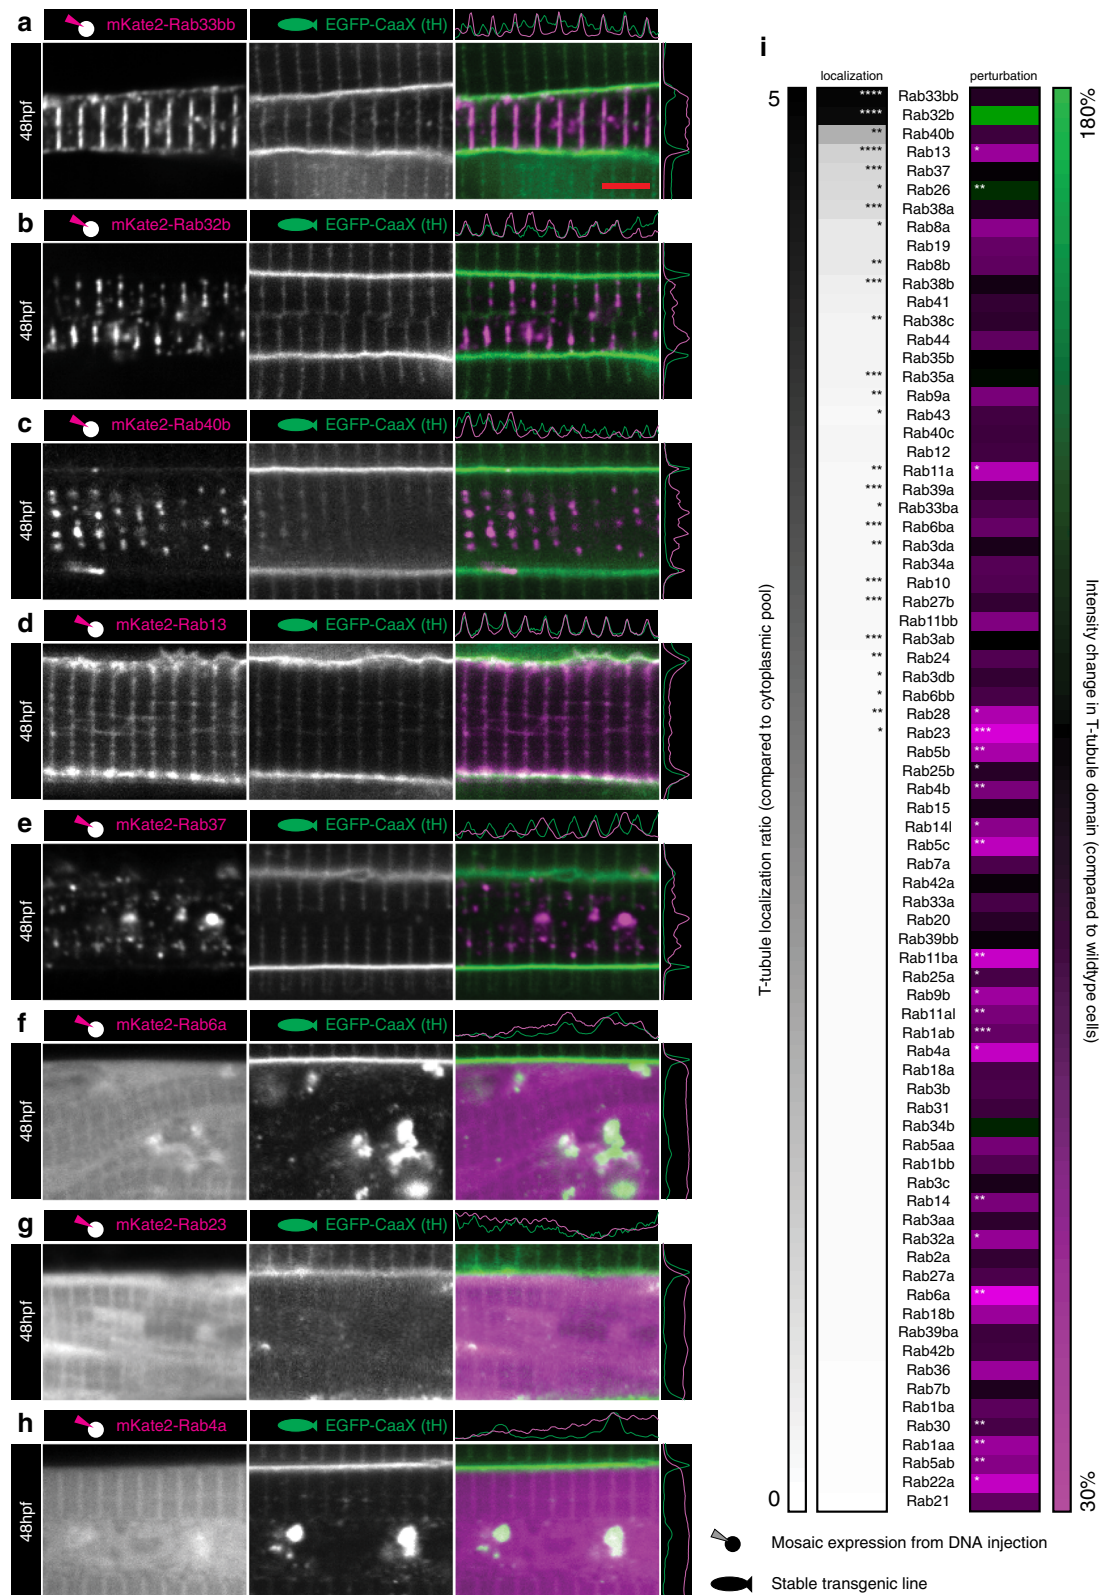 a
mKate2-Rab33bb
EGFP-CaaX (tH)
48hpf
b
mKate2-Rab32b
EGFP-CaaX (tH)
48hpf
c
mKate2-Rab40b
EGFP-CaaX (tH)
48hpf
d
mKate2-Rab13
EGFP-CaaX (tH)
48hpf
e
mKate2-Rab37
EGFP-CaaX (tH)
48hpf
f
mKate2-Rab6a
EGFP-CaaX (tH)
48hpf
g
mKate2-Rab23
EGFP-CaaX (tH)
48hpf
h
mKate2-Rab4a
EGFP-CaaX (tH)
48hpf
i
localization
perturbation
5
0
T-tubule localization ratio (compared to cytoplasmic pool)
180%
30%
Intensity change in T-tubule domain (compared to wildtype cells)
**** Rab33bb
**** Rab32b
** Rab40b
**** Rab13 *
*** Rab37
* Rab26 **
*** Rab38a
* Rab8a
Rab19
** Rab8b
*** Rab38b
Rab41
** Rab38c
Rab44
Rab35b
*** Rab35a
** Rab9a
* Rab43
Rab40c
Rab12
** Rab11a *
*** Rab39a
* Rab33ba
*** Rab6ba
** Rab3da
Rab34a
*** Rab10
*** Rab27b
Rab11bb
*** Rab3ab
** Rab24
* Rab3db
* Rab6bb
** Rab28 *
* Rab23 ***
Rab5b **
Rab25b *
Rab4b **
Rab15
Rab14l *
Rab5c **
Rab7a
Rab42a
Rab33a
Rab20
Rab39bb
Rab11ba **
Rab25a *
Rab9b *
Rab11al **
Rab1ab ***
Rab4a *
Rab18a
Rab3b
Rab31
Rab34b
Rab5aa
Rab1bb
Rab3c
Rab14 **
Rab3aa
Rab32a *
Rab2a
Rab27a
Rab6a **
Rab18b
Rab39ba
Rab42b
Rab36
Rab7b
Rab1ba
Rab30 **
Rab1aa **
Rab5ab **
Rab22a *
Rab21
Mosaic expression from DNA injection
Stable transgenic line